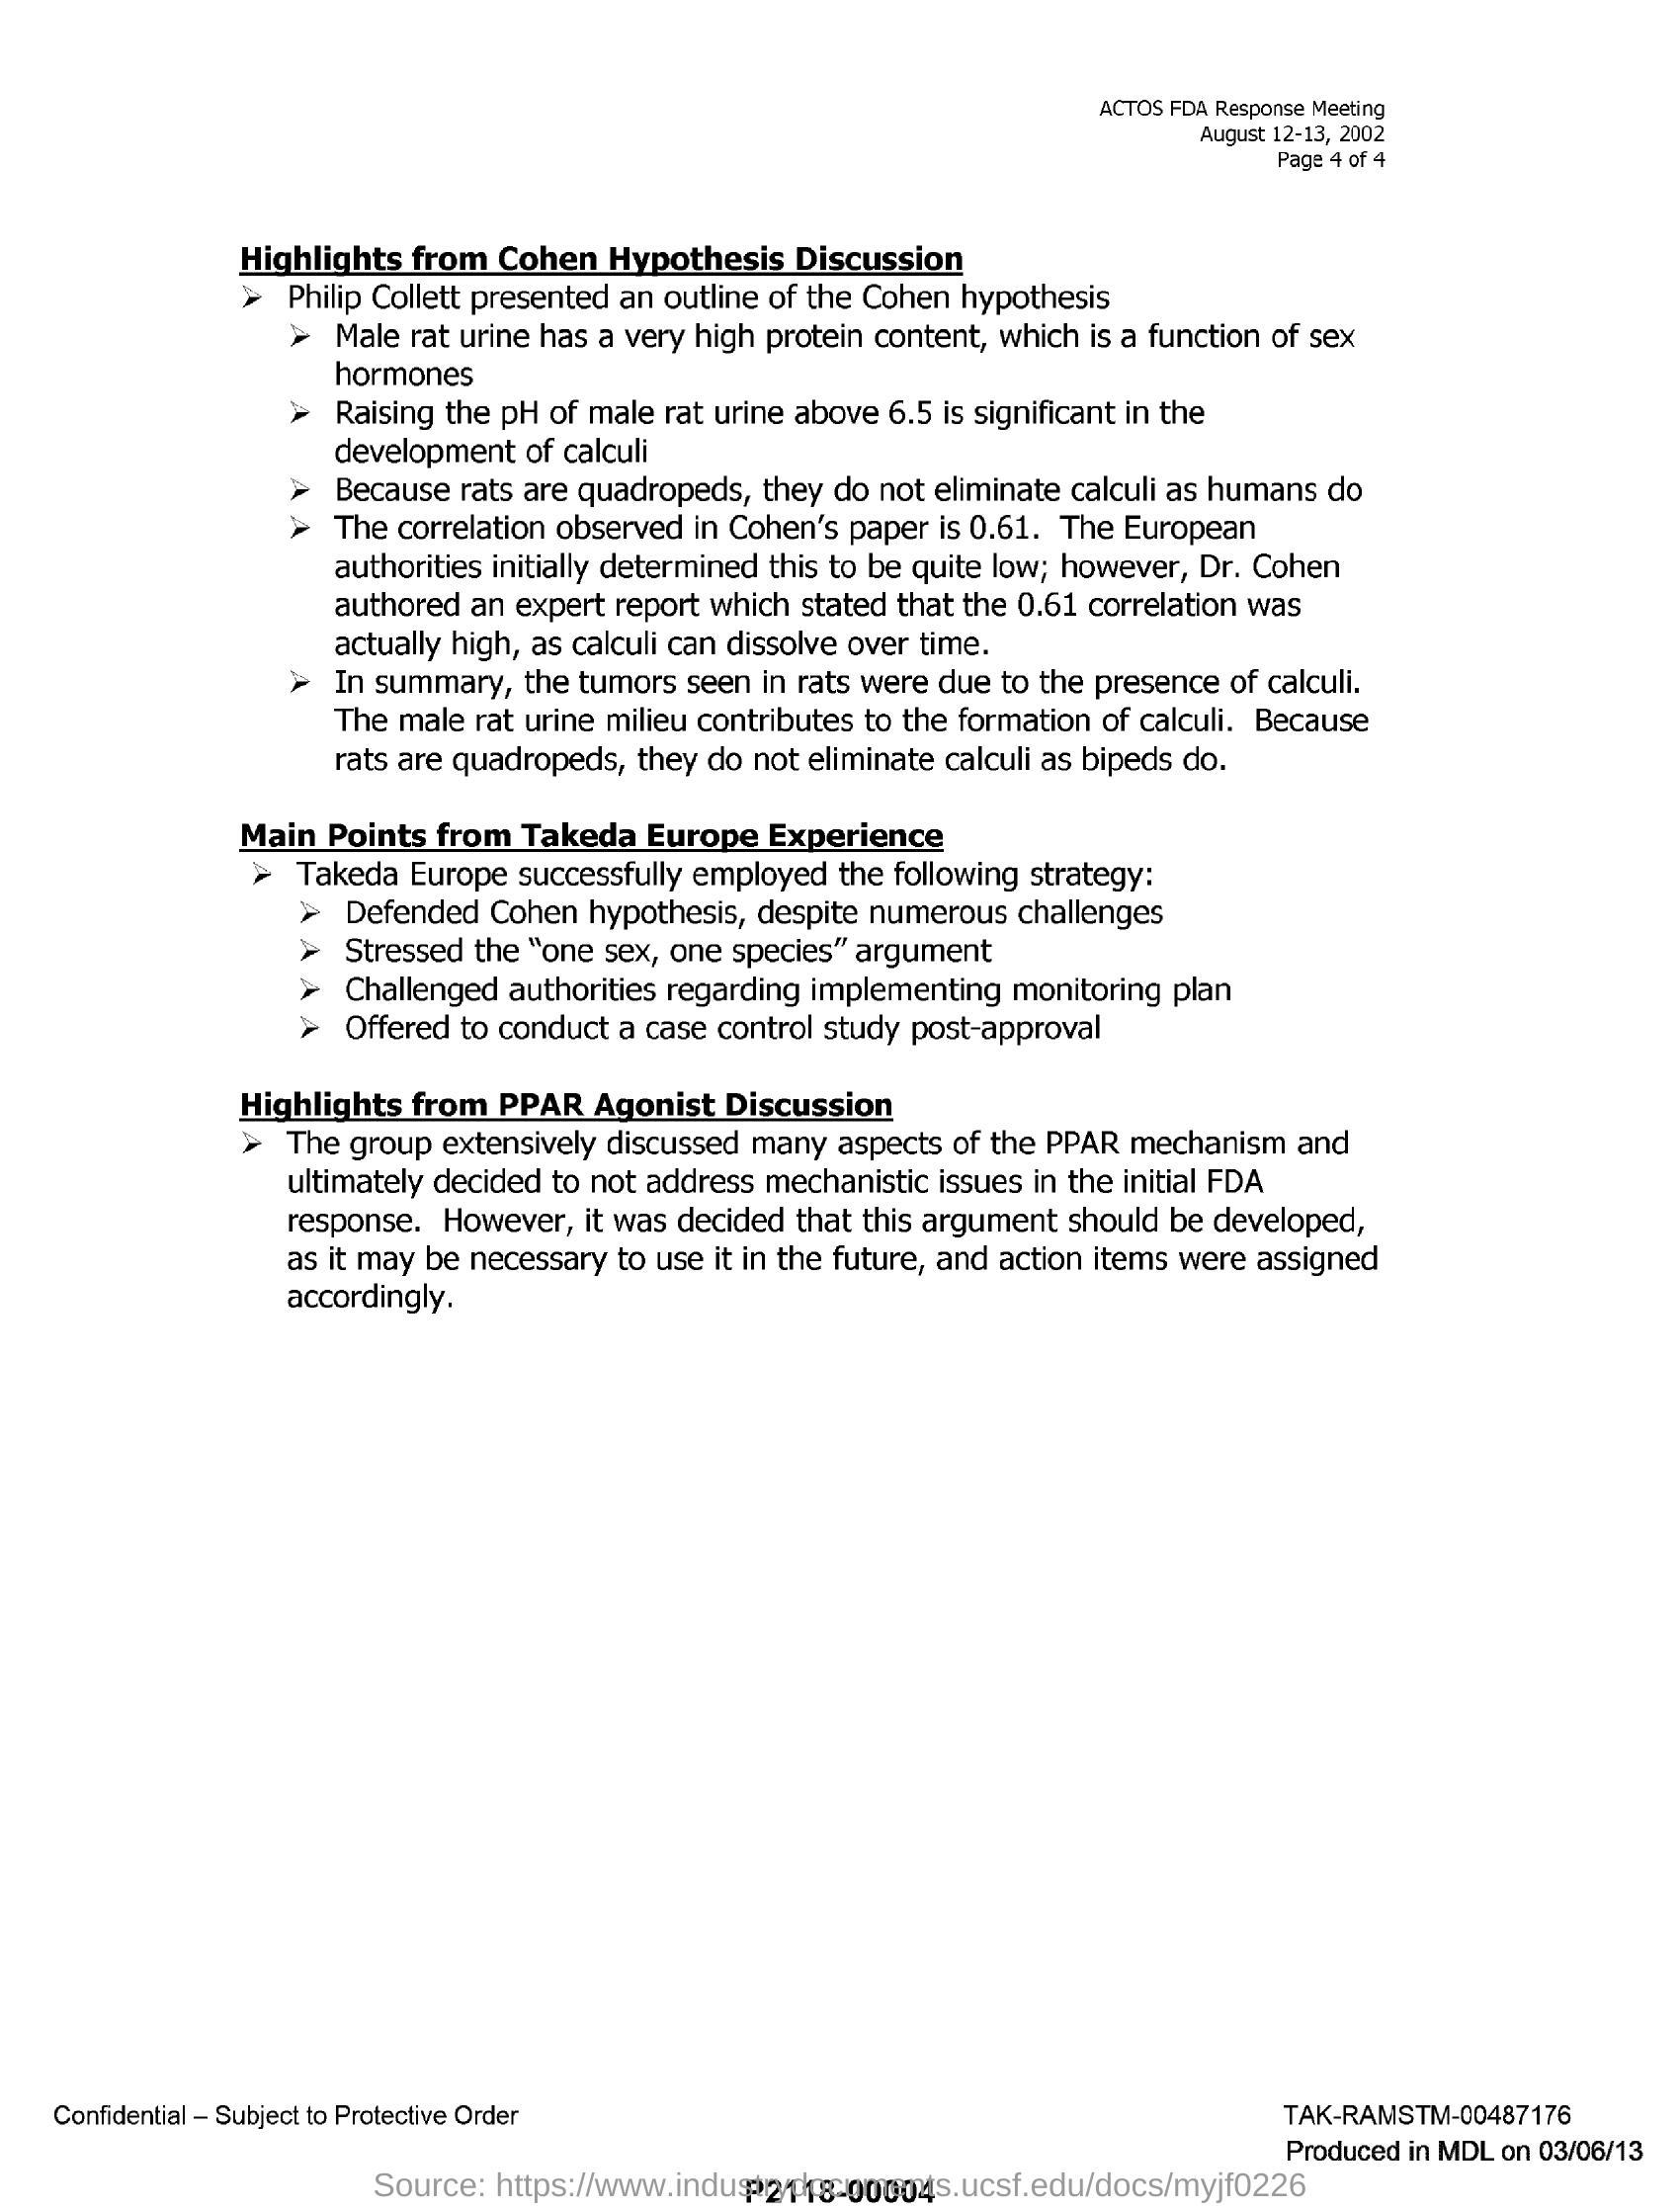 ACTOS FDA Response Meeting
August 12-13, 2002
Page 4 of 4
Highlights from Cohen Hypothesis Discussion
➢ Philip Collett presented an outline of the Cohen hypothesis
➢ Male rat urine has a very high protein content, which is a function of sex
hormones
➢ Raising the pH of male rat urine above 6.5 is significant in the
development of calculi
➢ Because rats are quadropeds, they do not eliminate calculi as humans do
➢ The correlation observed in Cohen's paper is 0.61. The European
authorities initially determined this to be quite low; however, Dr. Cohen
authored an expert report which stated that the 0.61 correlation was
actually high, as calculi can dissolve over time.
➢ In summary, the tumors seen in rats were due to the presence of calculi.
The male rat urine milieu contributes to the formation of calculi. Because
rats are quadropeds, they do not eliminate calculi as bipeds do.
Main Points from Takeda Europe Experience
➢ Takeda Europe successfully employed the following strategy:
➢ Defended Cohen hypothesis, despite numerous challenges
➢ Stressed the "one sex, one species" argument
➢ Challenged authorities regarding implementing monitoring plan
➢ Offered to conduct a case control study post-approval
Highlights from PPAR Agonist Discussion
➢ The group extensively discussed many aspects of the PPAR mechanism and
ultimately decided to not address mechanistic issues in the initial FDA
response. However, it was decided that this argument should be developed,
as it may be necessary to use it in the future, and action items were assigned
accordingly.
Confidential – Subject to Protective Order
TAK-RAMSTM-00487176
Produced in MDL on 03/06/13
Source: https://www.industrydocuments.ucsf.edu/docs/myjf0226
P2118-00004